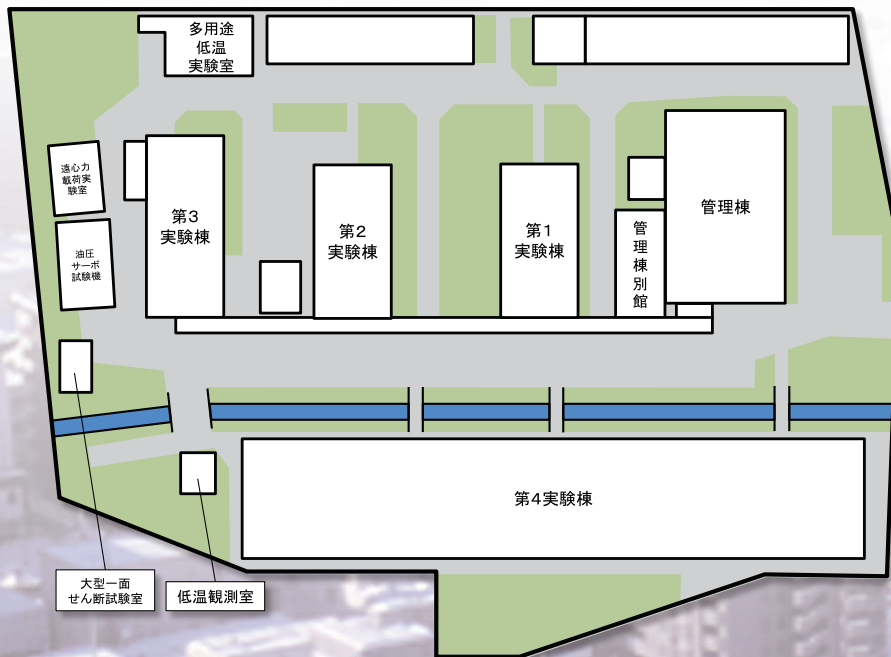 多用途
低温
実験室
遠心力
載荷実
験室
油圧
サーボ
試験機
第3
実験棟
第2
実験棟
第1
実験棟
管理棟別館
管理棟
第4実験棟
大型一面
せん断試験室
低温観測室